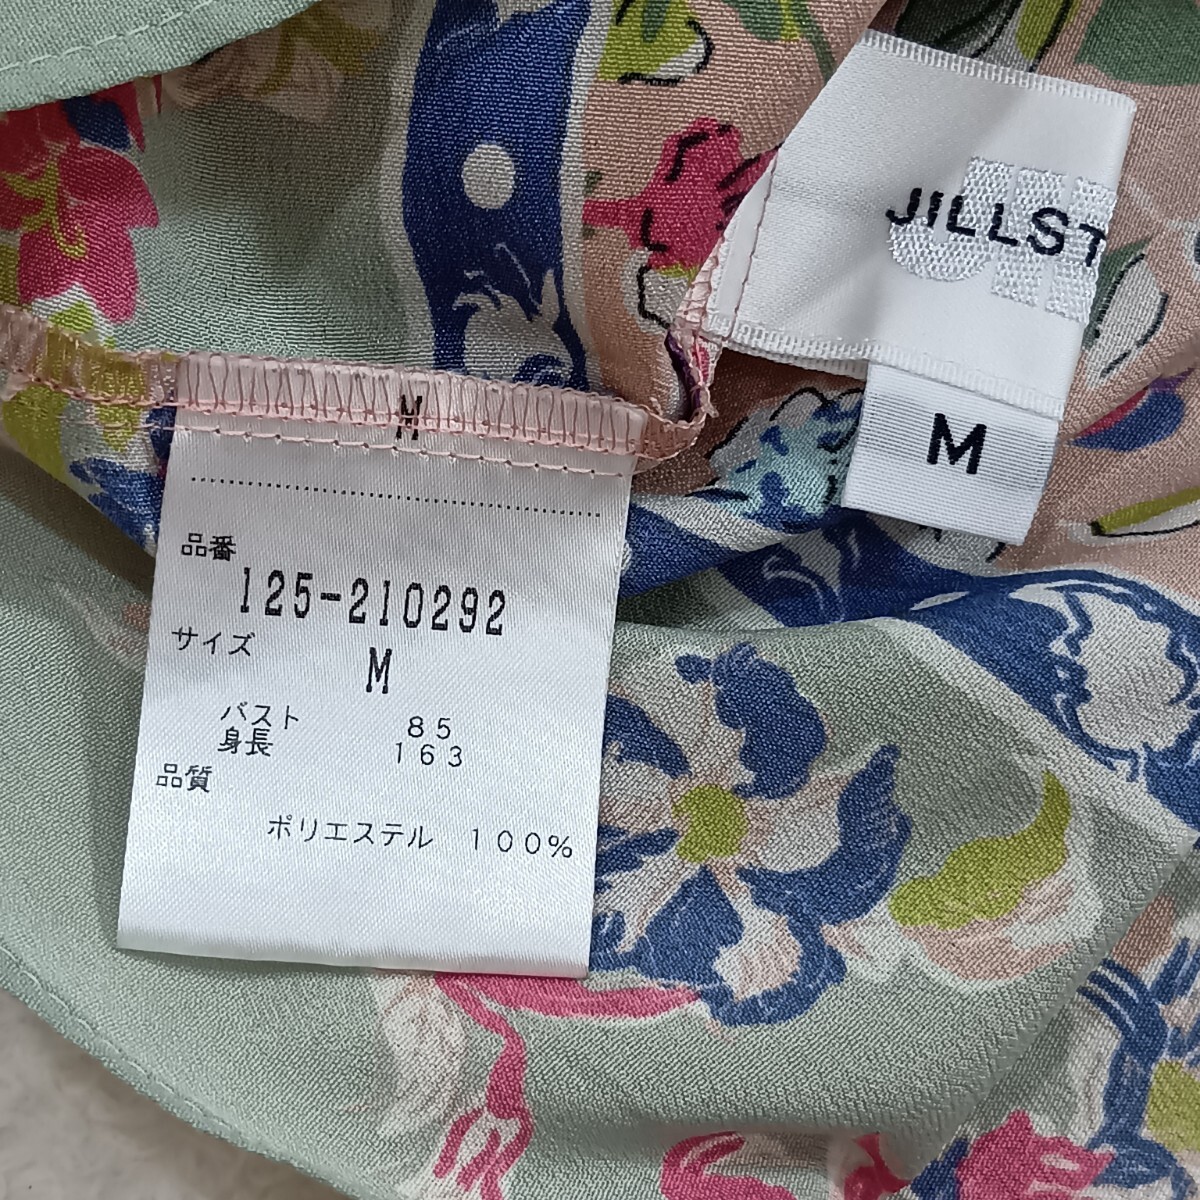 JILLST
M
M
品番
125-210292
サイズ
M
バスト 85
身長 163
品質
ポリエステル 100%